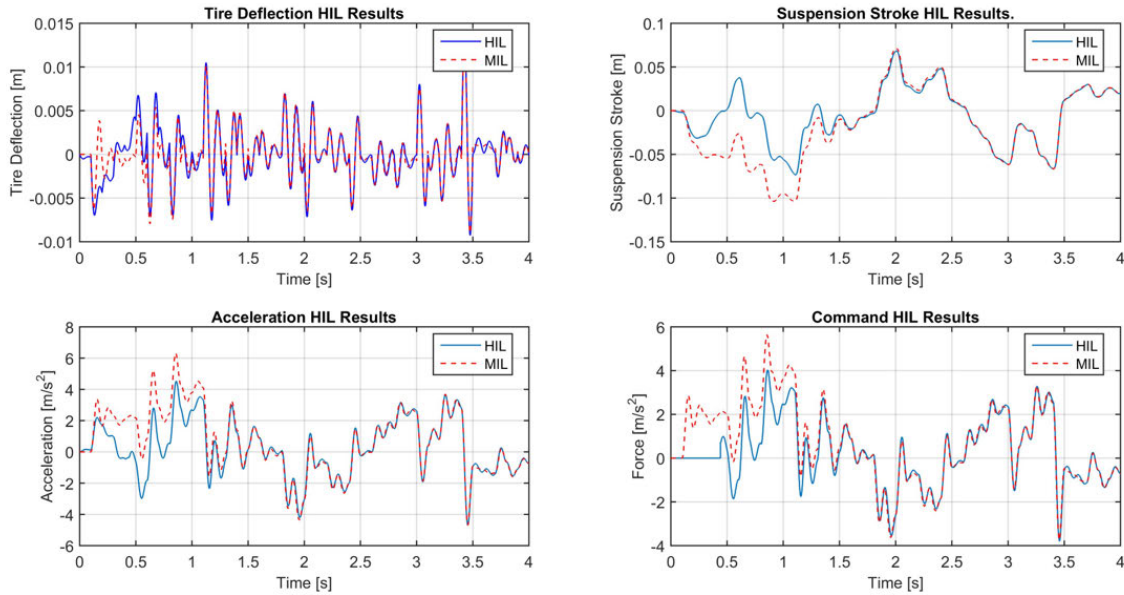 Tire Deflection HIL Results
0.015
0.01
0.005
0
-0.005
-0.01
Tire Deflection [m]
HIL
MIL
0 0.5 1 1.5 2 2.5 3 3.5 4
Time [s]
Suspension Stroke HIL Results.
0.1
0.05
0
-0.05
-0.1
-0.15
Suspension Stroke [m]
HIL
MIL
0 0.5 1 1.5 2 2.5 3 3.5 4
Time [s]
Acceleration HIL Results
8
6
4
2
0
-2
-4
-6
Acceleration [m/s²]
HIL
MIL
0 0.5 1 1.5 2 2.5 3 3.5 4
Time [s]
Command HIL Results
6
4
2
0
-2
-4
Force [m/s²]
HIL
MIL
0 0.5 1 1.5 2 2.5 3 3.5 4
Time [s]